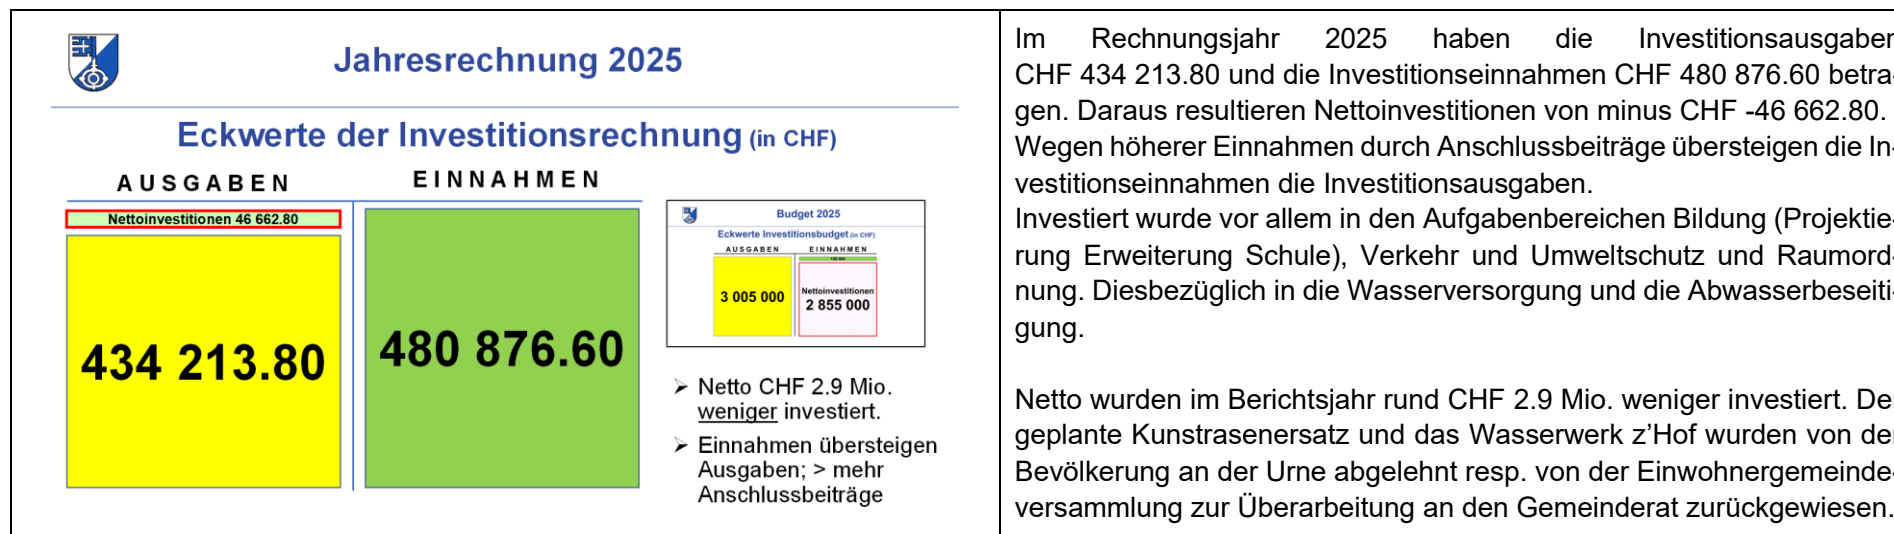 Jahresrechnung 2025
Eckwerte der Investitionsrechnung (in CHF)
AUSGABEN
EINNAHMEN
Nettoinvestitionen 46 662.80
434 213.80
480 876.60
Budget 2025
Eckwerte Investitionsbudget (in CHF)
AUSGABEN
EINNAHMEN
3 005 000
Nettoinvestitionen
2 855 000
➢ Netto CHF 2.9 Mio.
weniger investiert.
➢ Einnahmen übersteigen
Ausgaben; > mehr
Anschlussbeiträge
Im Rechnungsjahr 2025 haben die Investitionsausgaben
CHF 434 213.80 und die Investitionseinnahmen CHF 480 876.60 betra-
gen. Daraus resultieren Nettoinvestitionen von minus CHF -46 662.80.
Wegen höherer Einnahmen durch Anschlussbeiträge übersteigen die In-
vestitionseinnahmen die Investitionsausgaben.
Investiert wurde vor allem in den Aufgabenbereichen Bildung (Projektie-
rung Erweiterung Schule), Verkehr und Umweltschutz und Raumord-
nung. Diesbezüglich in die Wasserversorgung und die Abwasserbeseiti-
gung.
Netto wurden im Berichtsjahr rund CHF 2.9 Mio. weniger investiert. Der
geplante Kunstrasenersatz und das Wasserwerk z’Hof wurden von der
Bevölkerung an der Urne abgelehnt resp. von der Einwohnergemeinde-
versammlung zur Überarbeitung an den Gemeinderat zurückgewiesen.